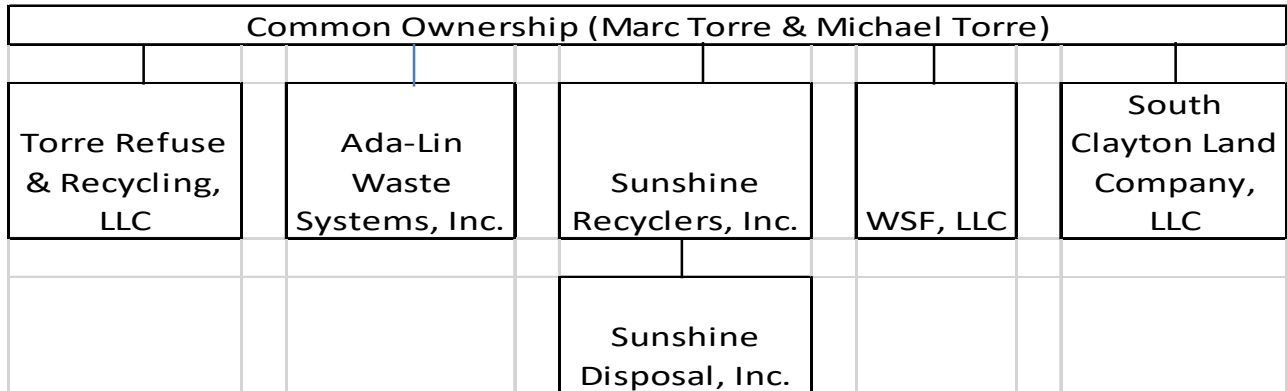 Common Ownership (Marc Torre & Michael Torre)
Torre Refuse
& Recycling,
LLC
Ada-Lin
Waste
Systems, Inc.
Sunshine
Recyclers, Inc.
WSF, LLC
South
Clayton Land
Company,
LLC
Sunshine
Disposal, Inc.